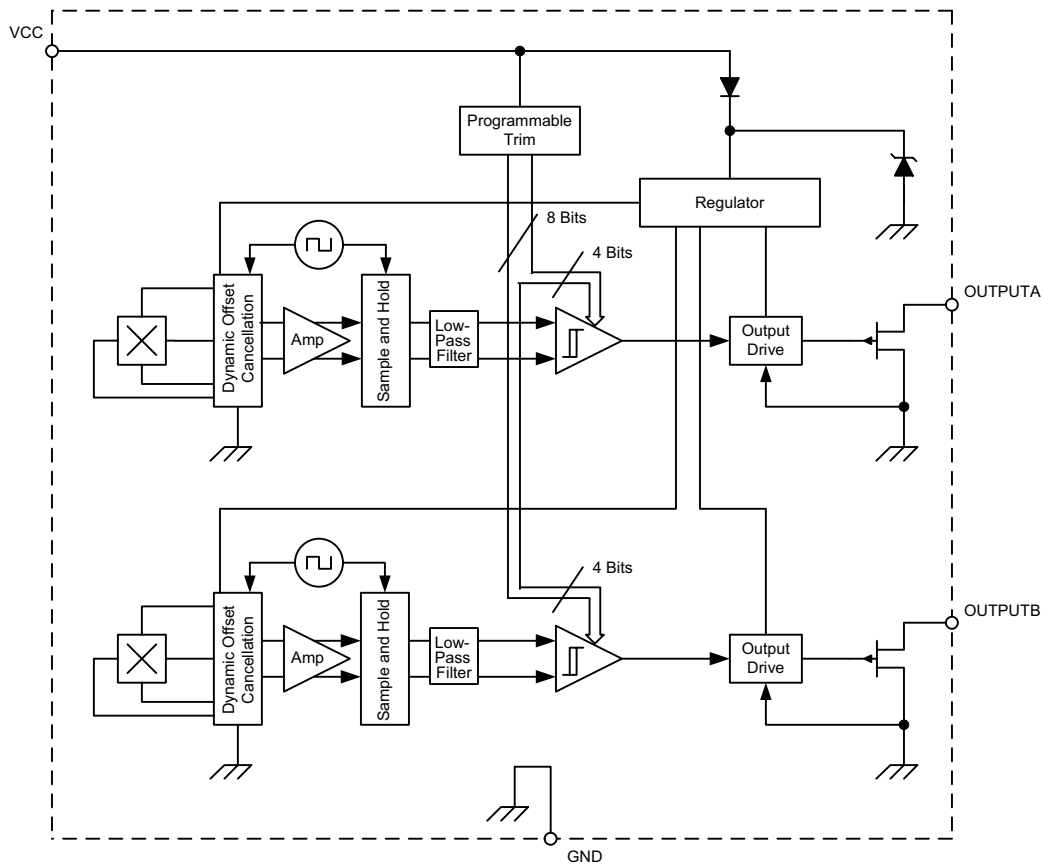 VCC
Programmable
Trim
Regulator
8 Bits
4 Bits
OUTPUTA
Dynamic Offset
Cancellation
Amp
Sample and Hold
Low-
Pass
Filter
Output
Drive
4 Bits
OUTPUTB
Dynamic Offset
Cancellation
Amp
Sample and Hold
Low-
Pass
Filter
Output
Drive
GND